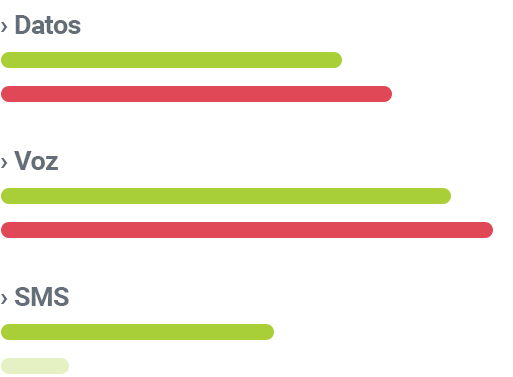 › Datos
› Voz
› SMS